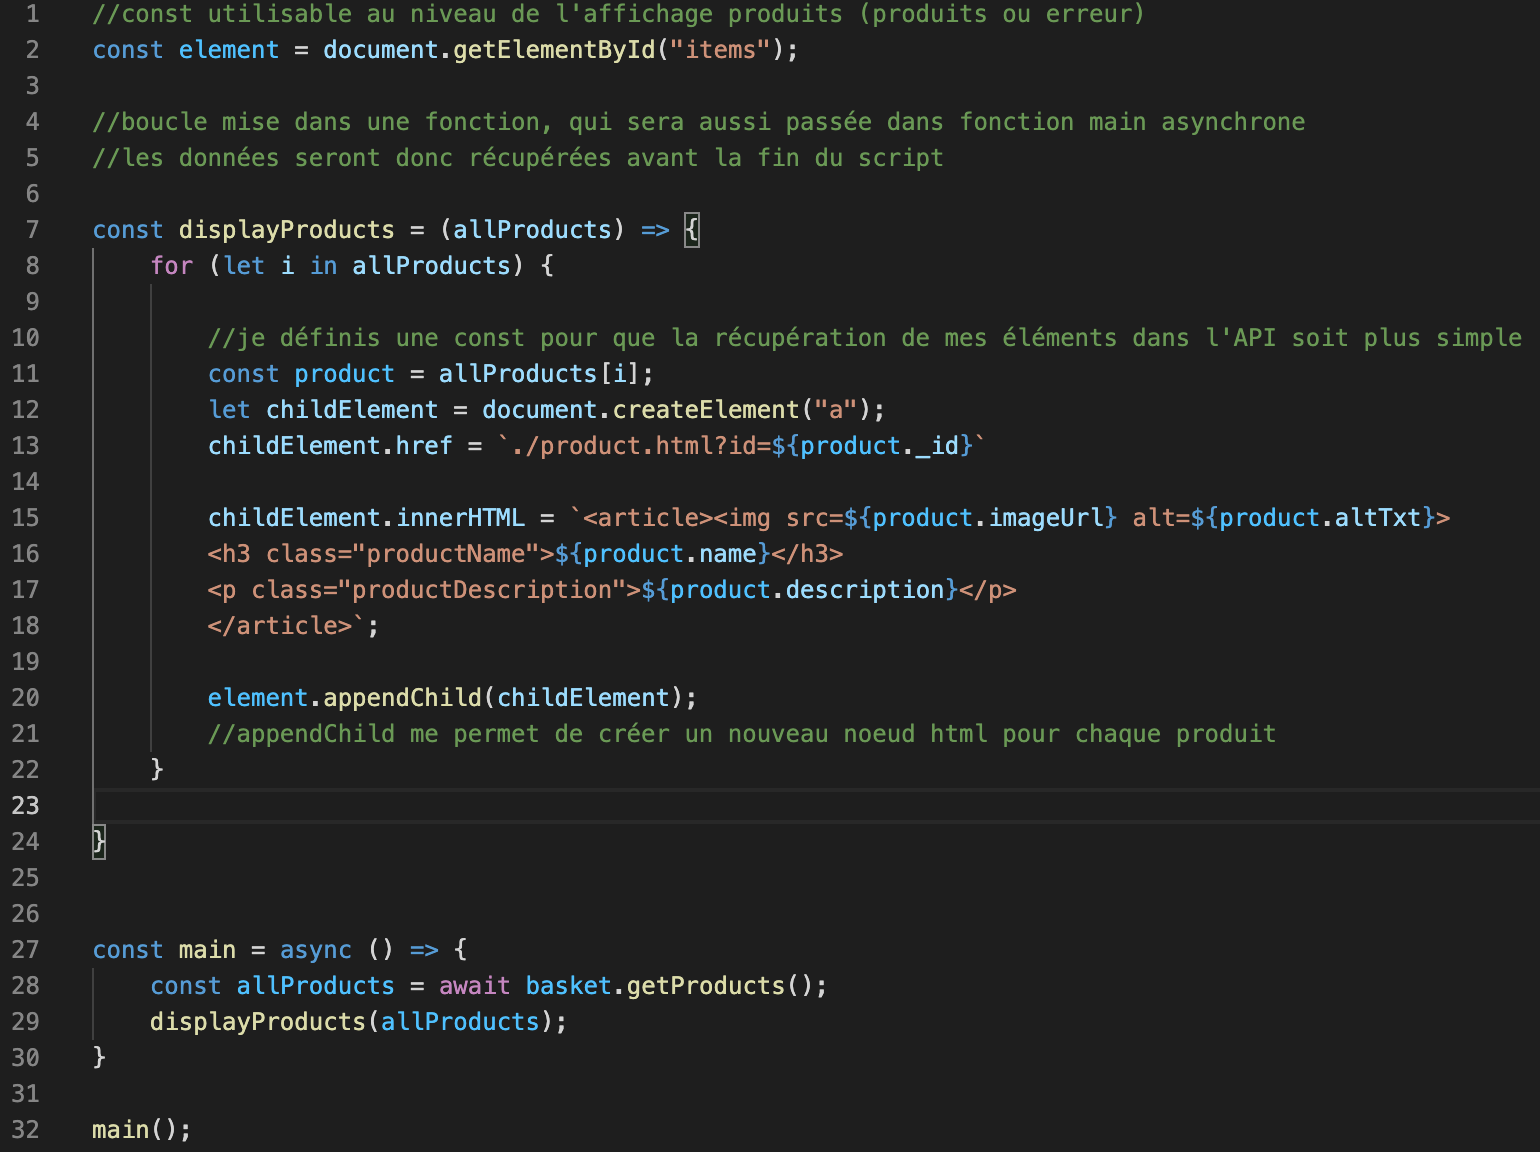 1 //const utilisable au niveau de l'affichage produits (produits ou erreur)
2 const element = document.getElementById("items");
3
4 //boucle mise dans une fonction, qui sera aussi passée dans fonction main asynchrone
5 //les données seront donc récupérées avant la fin du script
6
7 const displayProducts = (allProducts) => {
8     for (let i in allProducts) {
9
10         //je définis une const pour que la récupération de mes éléments dans l'API soit plus simple
11         const product = allProducts[i];
12         let childElement = document.createElement("a");
13         childElement.href = `./product.html?id=${product._id}`
14
15         childElement.innerHTML = `<article><img src=${product.imageUrl} alt=${product.altTxt}>
16         <h3 class="productName">${product.name}</h3>
17         <p class="productDescription">${product.description}</p>
18         </article>`;
19
20         element.appendChild(childElement);
21         //appendChild me permet de créer un nouveau noeud html pour chaque produit
22     }
23
24 }
25
26
27 const main = async () => {
28     const allProducts = await basket.getProducts();
29     displayProducts(allProducts);
30 }
31
32 main();